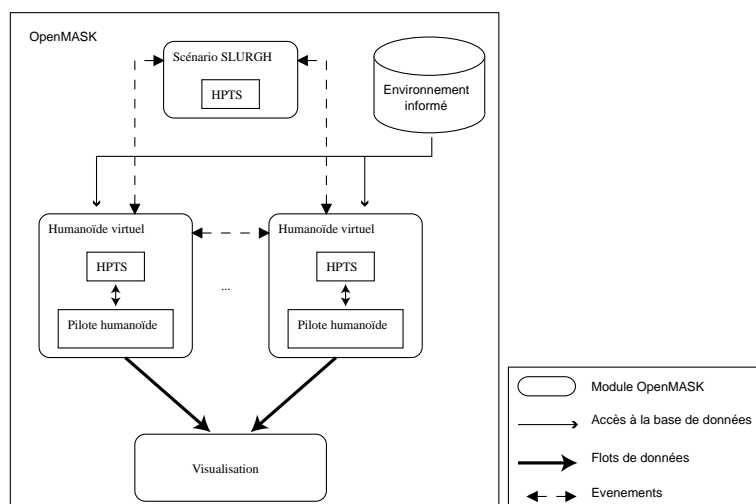 OpenMASK
Scénario SLURGH
HPTS
Environnement
informé
Humanoïde virtuel
HPTS
Pilote humanoïde
...
Humanoïde virtuel
HPTS
Pilote humanoïde
Visualisation
Module OpenMASK
Accès à la base de données
Flots de données
Evenements